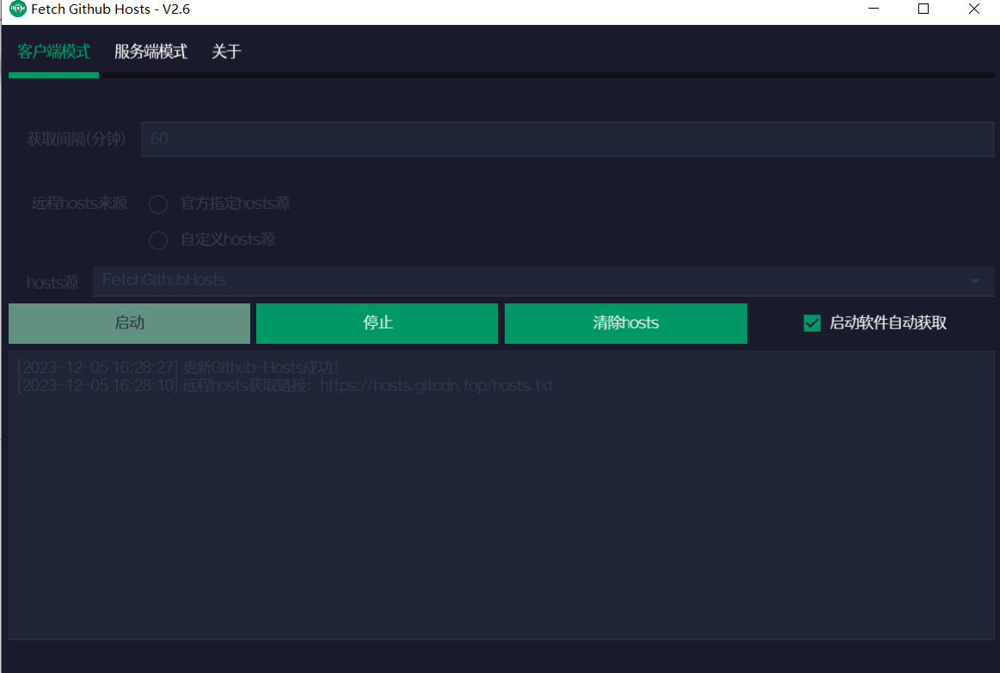 Fetch Github Hosts - V2.6
客户端模式 服务端模式 关于
获取间隔(分钟) 60
远程hosts来源 官方指定hosts源
自定义hosts源
hosts源 FetchGithubHosts
启动 停止 清除hosts 启动软件自动获取
[2023-12-05 16:28:27] 更新Github-Hosts成功！
[2023-12-05 16:28:10] 远程hosts获取链接：https://hosts.gitcdn.top/hosts.txt